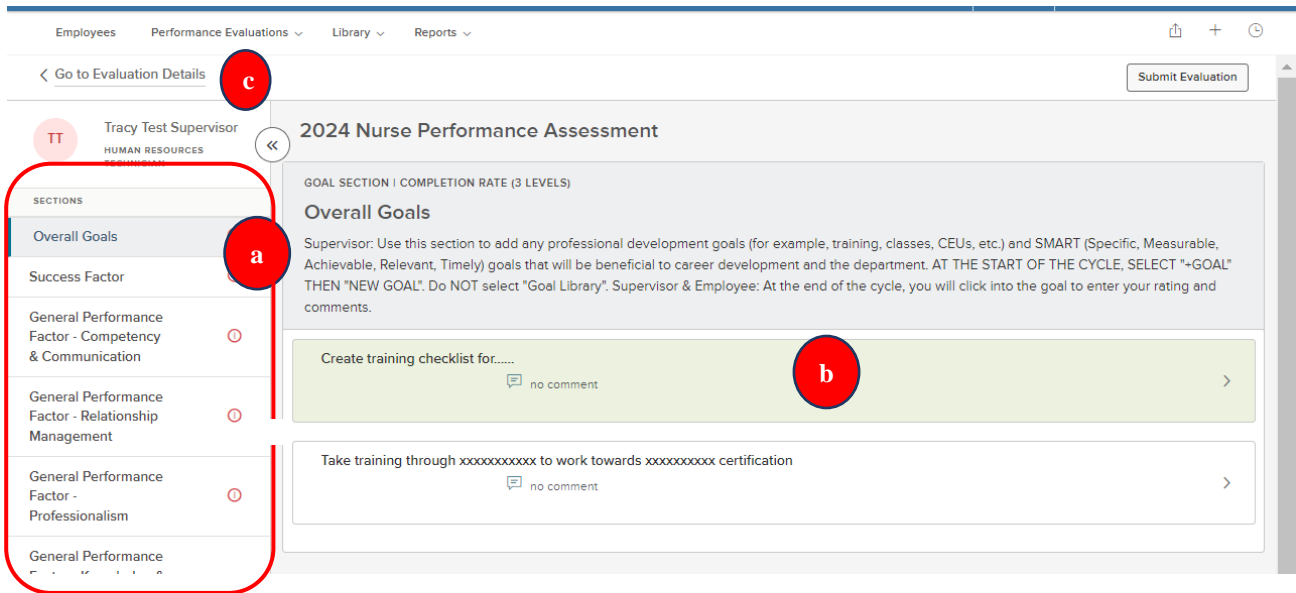 Employees Performance Evaluations Library Reports
Go to Evaluation Details
c
Submit Evaluation
TT
Tracy Test Supervisor
HUMAN RESOURCES
TECHNICIAN
SECTIONS
Overall Goals
a
Success Factor
General Performance
Factor - Competency
& Communication
General Performance
Factor - Relationship
Management
General Performance
Factor -
Professionalism
General Performance
2024 Nurse Performance Assessment
GOAL SECTION | COMPLETION RATE (3 LEVELS)
Overall Goals
Supervisor: Use this section to add any professional development goals (for example, training, classes, CEUs, etc.) and SMART (Specific, Measurable,
Achievable, Relevant, Timely) goals that will be beneficial to career development and the department. AT THE START OF THE CYCLE, SELECT "+GOAL"
THEN "NEW GOAL". Do NOT select "Goal Library". Supervisor & Employee: At the end of the cycle, you will click into the goal to enter your rating and
comments.
Create training checklist for......
no comment
b
Take training through xxxxxxxxxxx to work towards xxxxxxxxxx certification
no comment